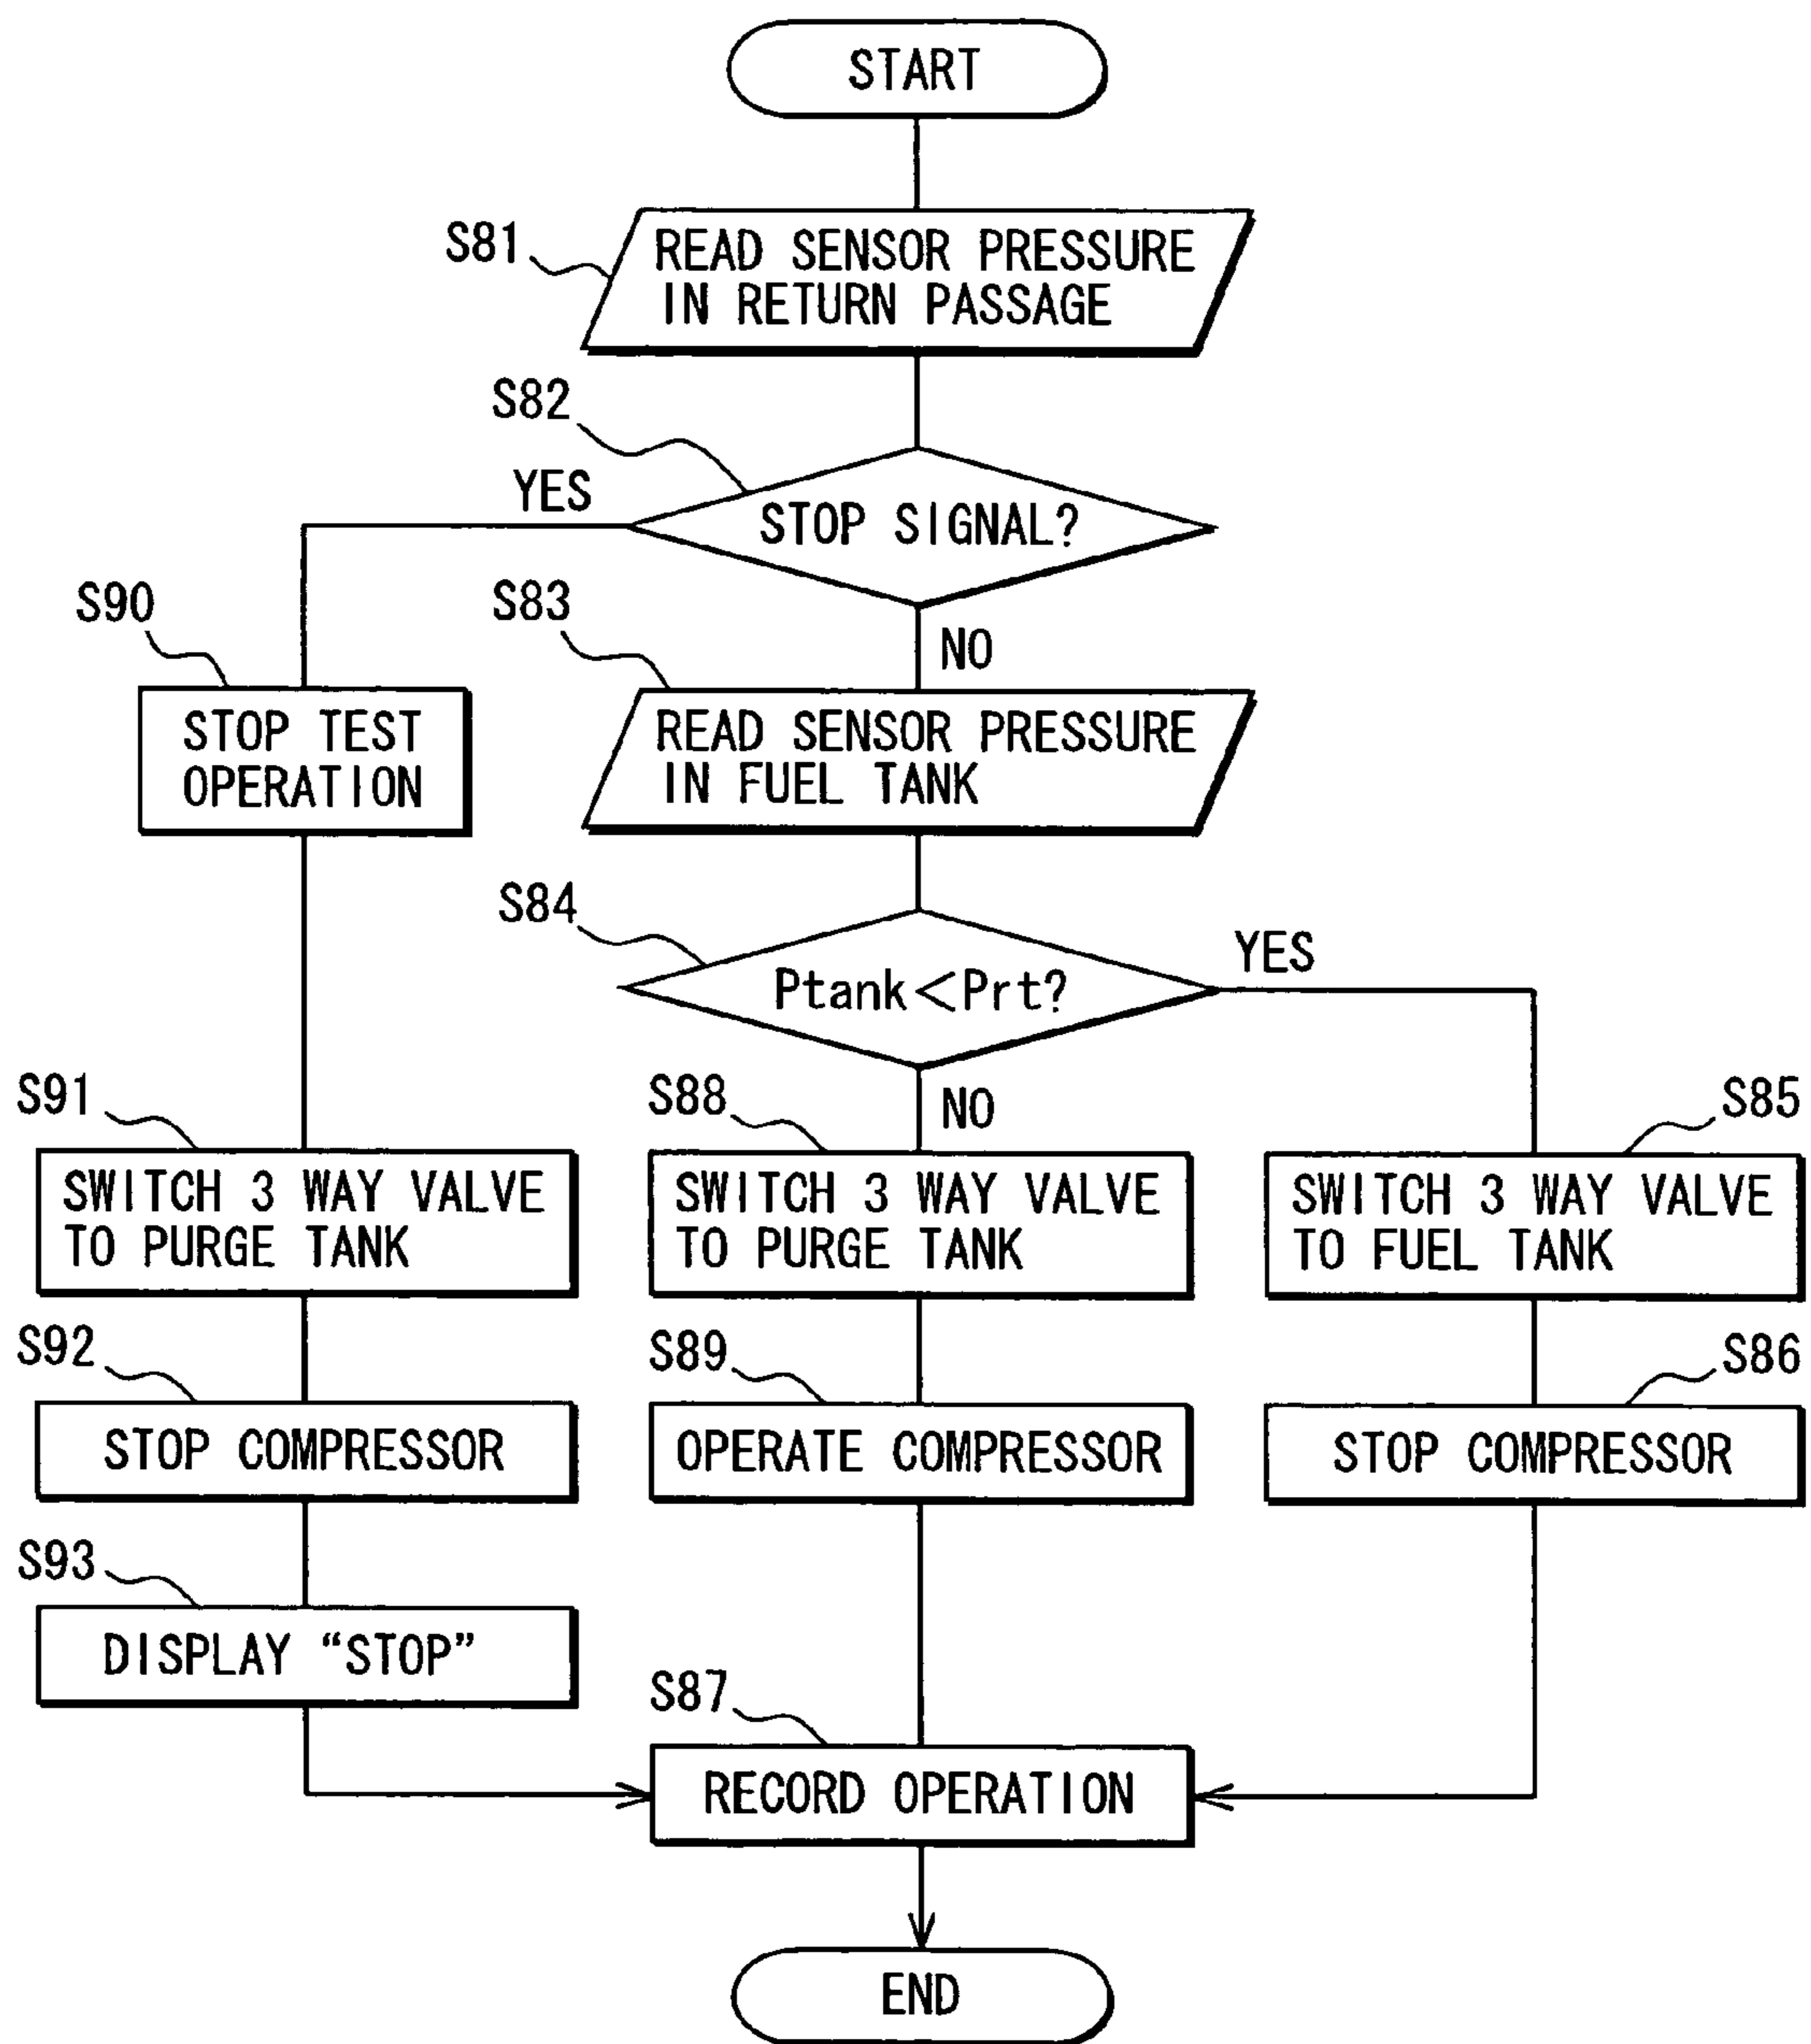 START
S81
READ SENSOR PRESSURE
IN RETURN PASSAGE
S82
YES
STOP SIGNAL?
S90
S83
NO
STOP TEST
OPERATION
READ SENSOR PRESSURE
IN FUEL TANK
S84
YES
Ptank<Prt?
S91
S88
NO
S85
SWITCH 3 WAY VALVE
TO PURGE TANK
SWITCH 3 WAY VALVE
TO PURGE TANK
SWITCH 3 WAY VALVE
TO FUEL TANK
S92
S89
S86
STOP COMPRESSOR
OPERATE COMPRESSOR
STOP COMPRESSOR
S93
DISPLAY “STOP”
S87
RECORD OPERATION
END